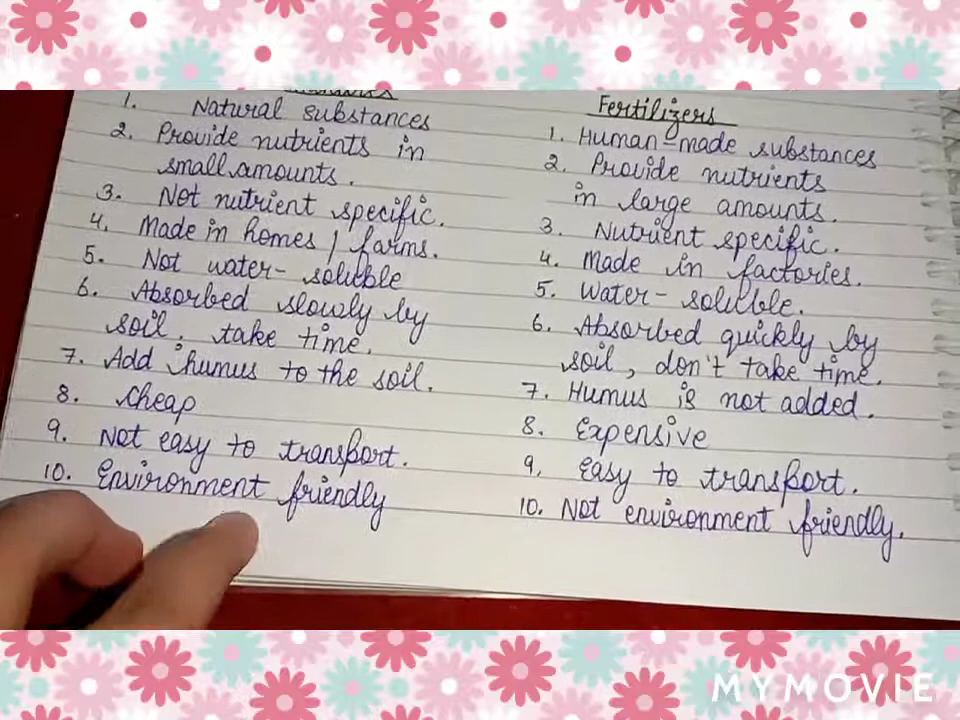 Fertilizers
1. Natural substances
2. Provide nutrients in
small amounts.
3. Not nutrient specific.
4. Made in homes / farms.
5. Not water-soluble
6. Absorbed slowly by
soil, take time.
7. Add humus to the soil.
8. Cheap
9. Not easy to transport.
10. Environment friendly
1. Human-made substances
2. Provide nutrients
in large amounts.
3. Nutrient specific.
4. Made in factories.
5. Water-soluble.
6. Absorbed quickly by
soil, don't take time.
7. Humus is not added.
8. Expensive
9. Easy to transport.
10. Not environment friendly.
MYMOVIE